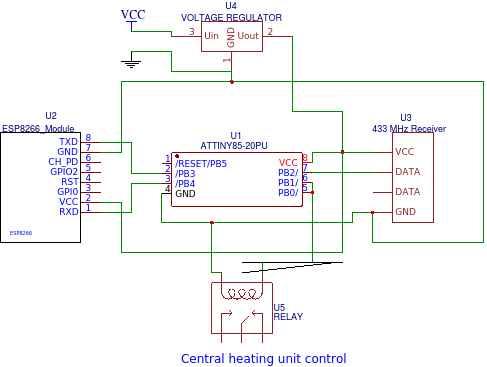 VCC
U4
VOLTAGE REGULATOR
3 Uin GND Uout 2
1
U2
ESP8266_Module
TXD 8
GND 7
CH_PD 6
GPIO2 5
RST 4
GPIO 3
VCC 2
RXD 1
ESP8266
U1
ATTINY85-20PU
1 /RESET/PB5 VCC 8
2 /PB3 PB2/ 7
3 /PB4 PB1/ 6
4 GND PB0/ 5
U3
433 MHz Receiver
VCC
DATA
DATA
GND
U5
RELAY
Central heating unit control